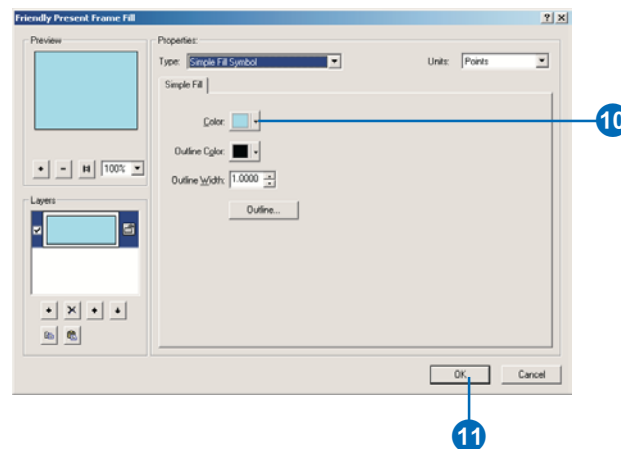 Friendly Present Frame Fill
Preview
100%
Layers
Properties:
Type: Simple Fill Symbol
Units: Points
Simple Fill
Color:
Outline Color:
Outline Width: 1.0000
Outline...
OK
Cancel
10
11